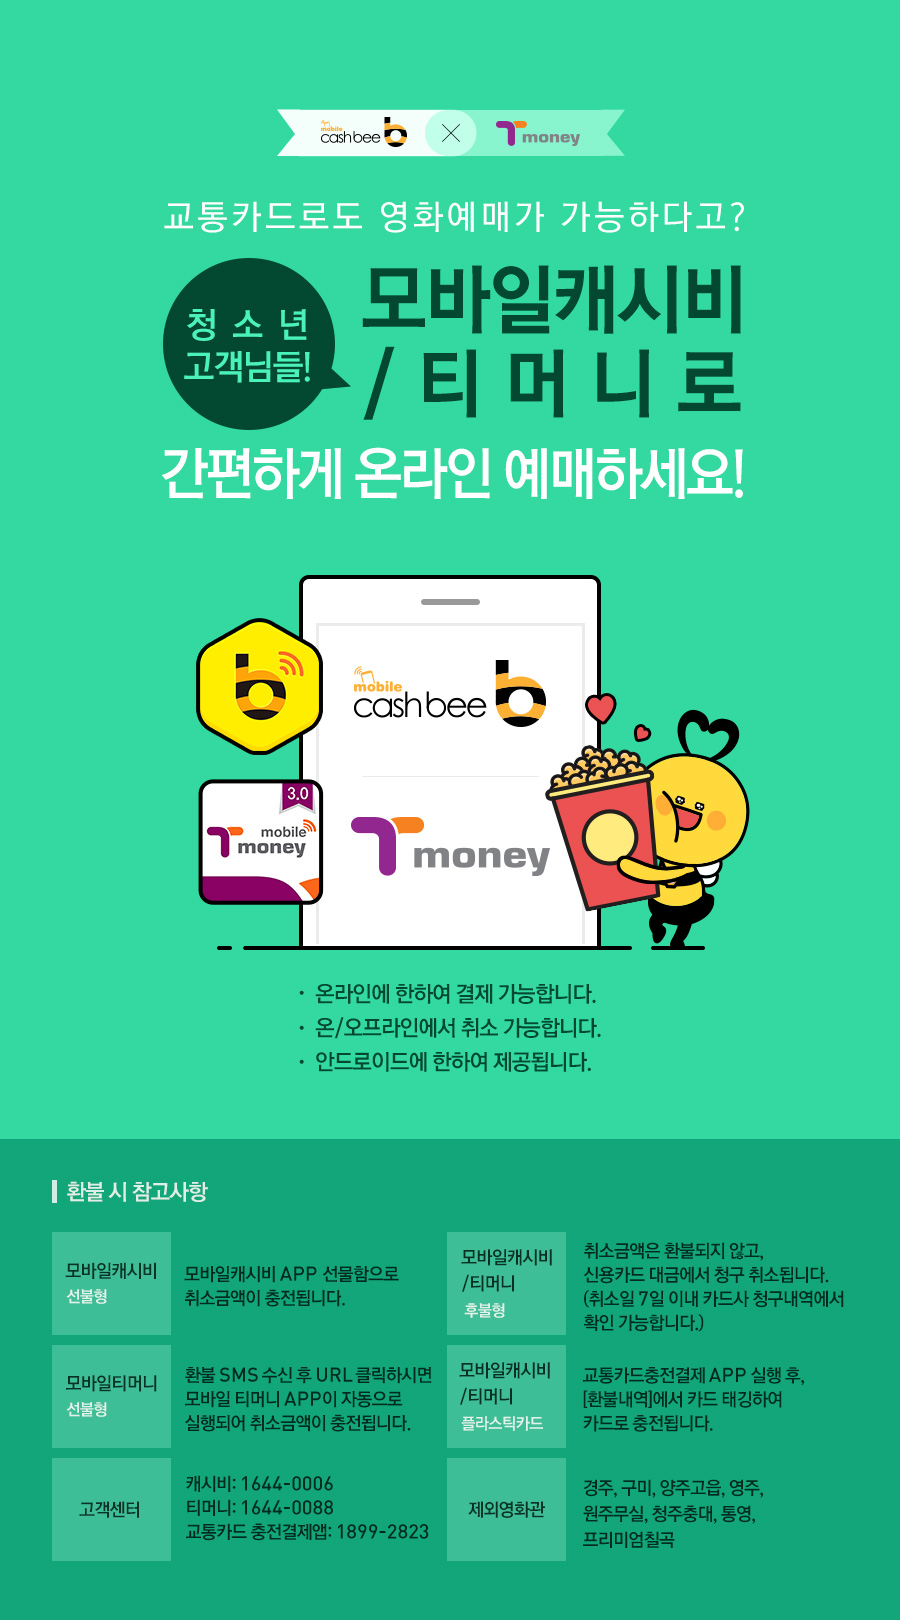 mobile
cashbee b × T money
교통카드로도 영화예매가 가능하다고?
청소년
고객님들!
모바일캐시비
/티머니로
간편하게 온라인 예매하세요!
b
mobile
cashbee b
3.0
mobile
T money
T money
· 온라인에 한하여 결제 가능합니다.
· 온/오프라인에서 취소 가능합니다.
· 안드로이드에 한하여 제공됩니다.
환불 시 참고사항
모바일캐시비
선불형
모바일캐시비 APP 선물함으로
취소금액이 충전됩니다.
모바일캐시비
/티머니
후불형
취소금액은 환불되지 않고,
신용카드 대금에서 청구 취소됩니다.
(취소일 7일 이내 카드사 청구내역에서
확인 가능합니다.)
모바일티머니
선불형
환불 SMS 수신 후 URL 클릭하시면
모바일 티머니 APP이 자동으로
실행되어 취소금액이 충전됩니다.
모바일캐시비
/티머니
플라스틱카드
교통카드충전결제 APP 실행 후,
[환불내역]에서 카드 태깅하여
카드로 충전됩니다.
고객센터
캐시비: 1644-0006
티머니: 1644-0088
교통카드 충전결제앱: 1899-2823
제외영화관
경주, 구미, 양주고읍, 영주,
원주무실, 청주충대, 통영,
프리미엄칠곡